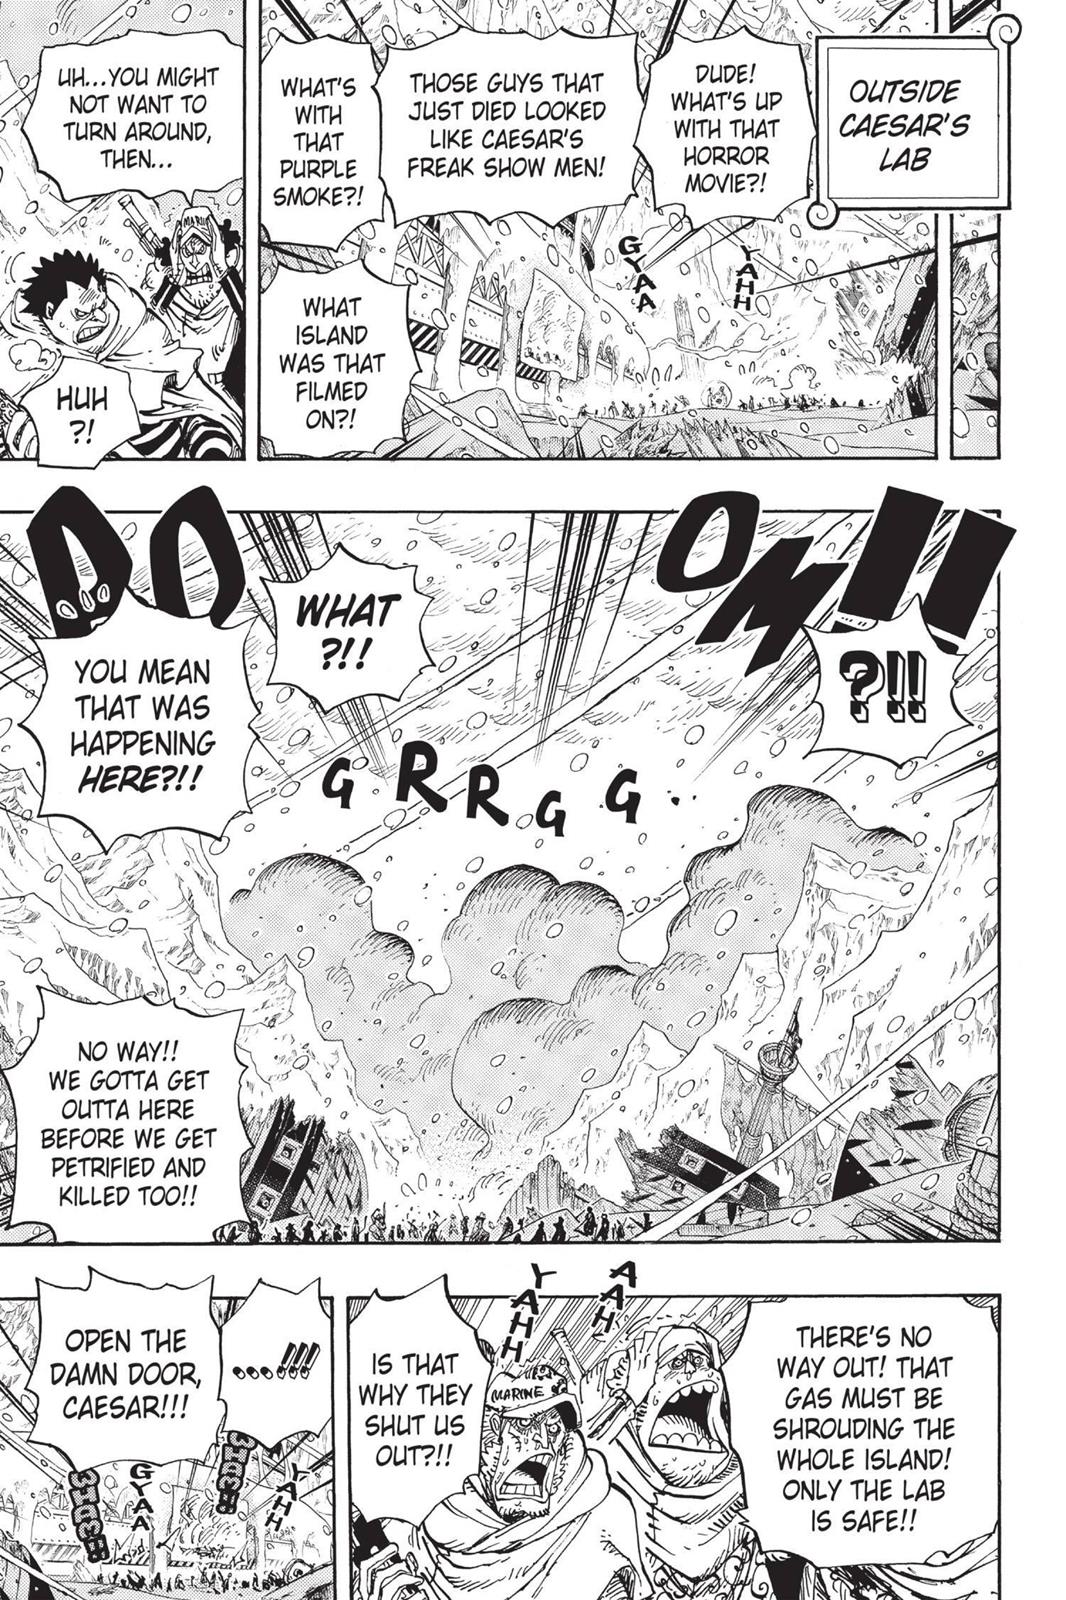 OUTSIDE
CAESAR'S
LAB
DUDE!
WHAT'S UP
WITH THAT
HORROR
MOVIE?!
THOSE GUYS THAT
JUST DIED LOOKED
LIKE CAESAR'S
FREAK SHOW MEN!
WHAT'S
WITH
THAT
PURPLE
SMOKE?!
YAHH
GYAA
WHAT
ISLAND
WAS THAT
FILMED
ON?!
UH...YOU MIGHT
NOT WANT TO
TURN AROUND,
THEN...
MARINE
HUH
?!
DOOM!!
?!!
WHAT
?!!
YOU MEAN
THAT WAS
HAPPENING
HERE?!!
GRRGG.
NO WAY!!
WE GOTTA GET
OUTTA HERE
BEFORE WE GET
PETRIFIED AND
KILLED TOO!!
THERE'S NO
WAY OUT! THAT
GAS MUST BE
SHROUDING THE
WHOLE ISLAND!
ONLY THE LAB
IS SAFE!!
AAH
YAHH
MARINE
IS THAT
WHY THEY
SHUT US
OUT?!!
...!!!
OPEN THE
DAMN DOOR,
CAESAR!!!
YAHH
GYAA